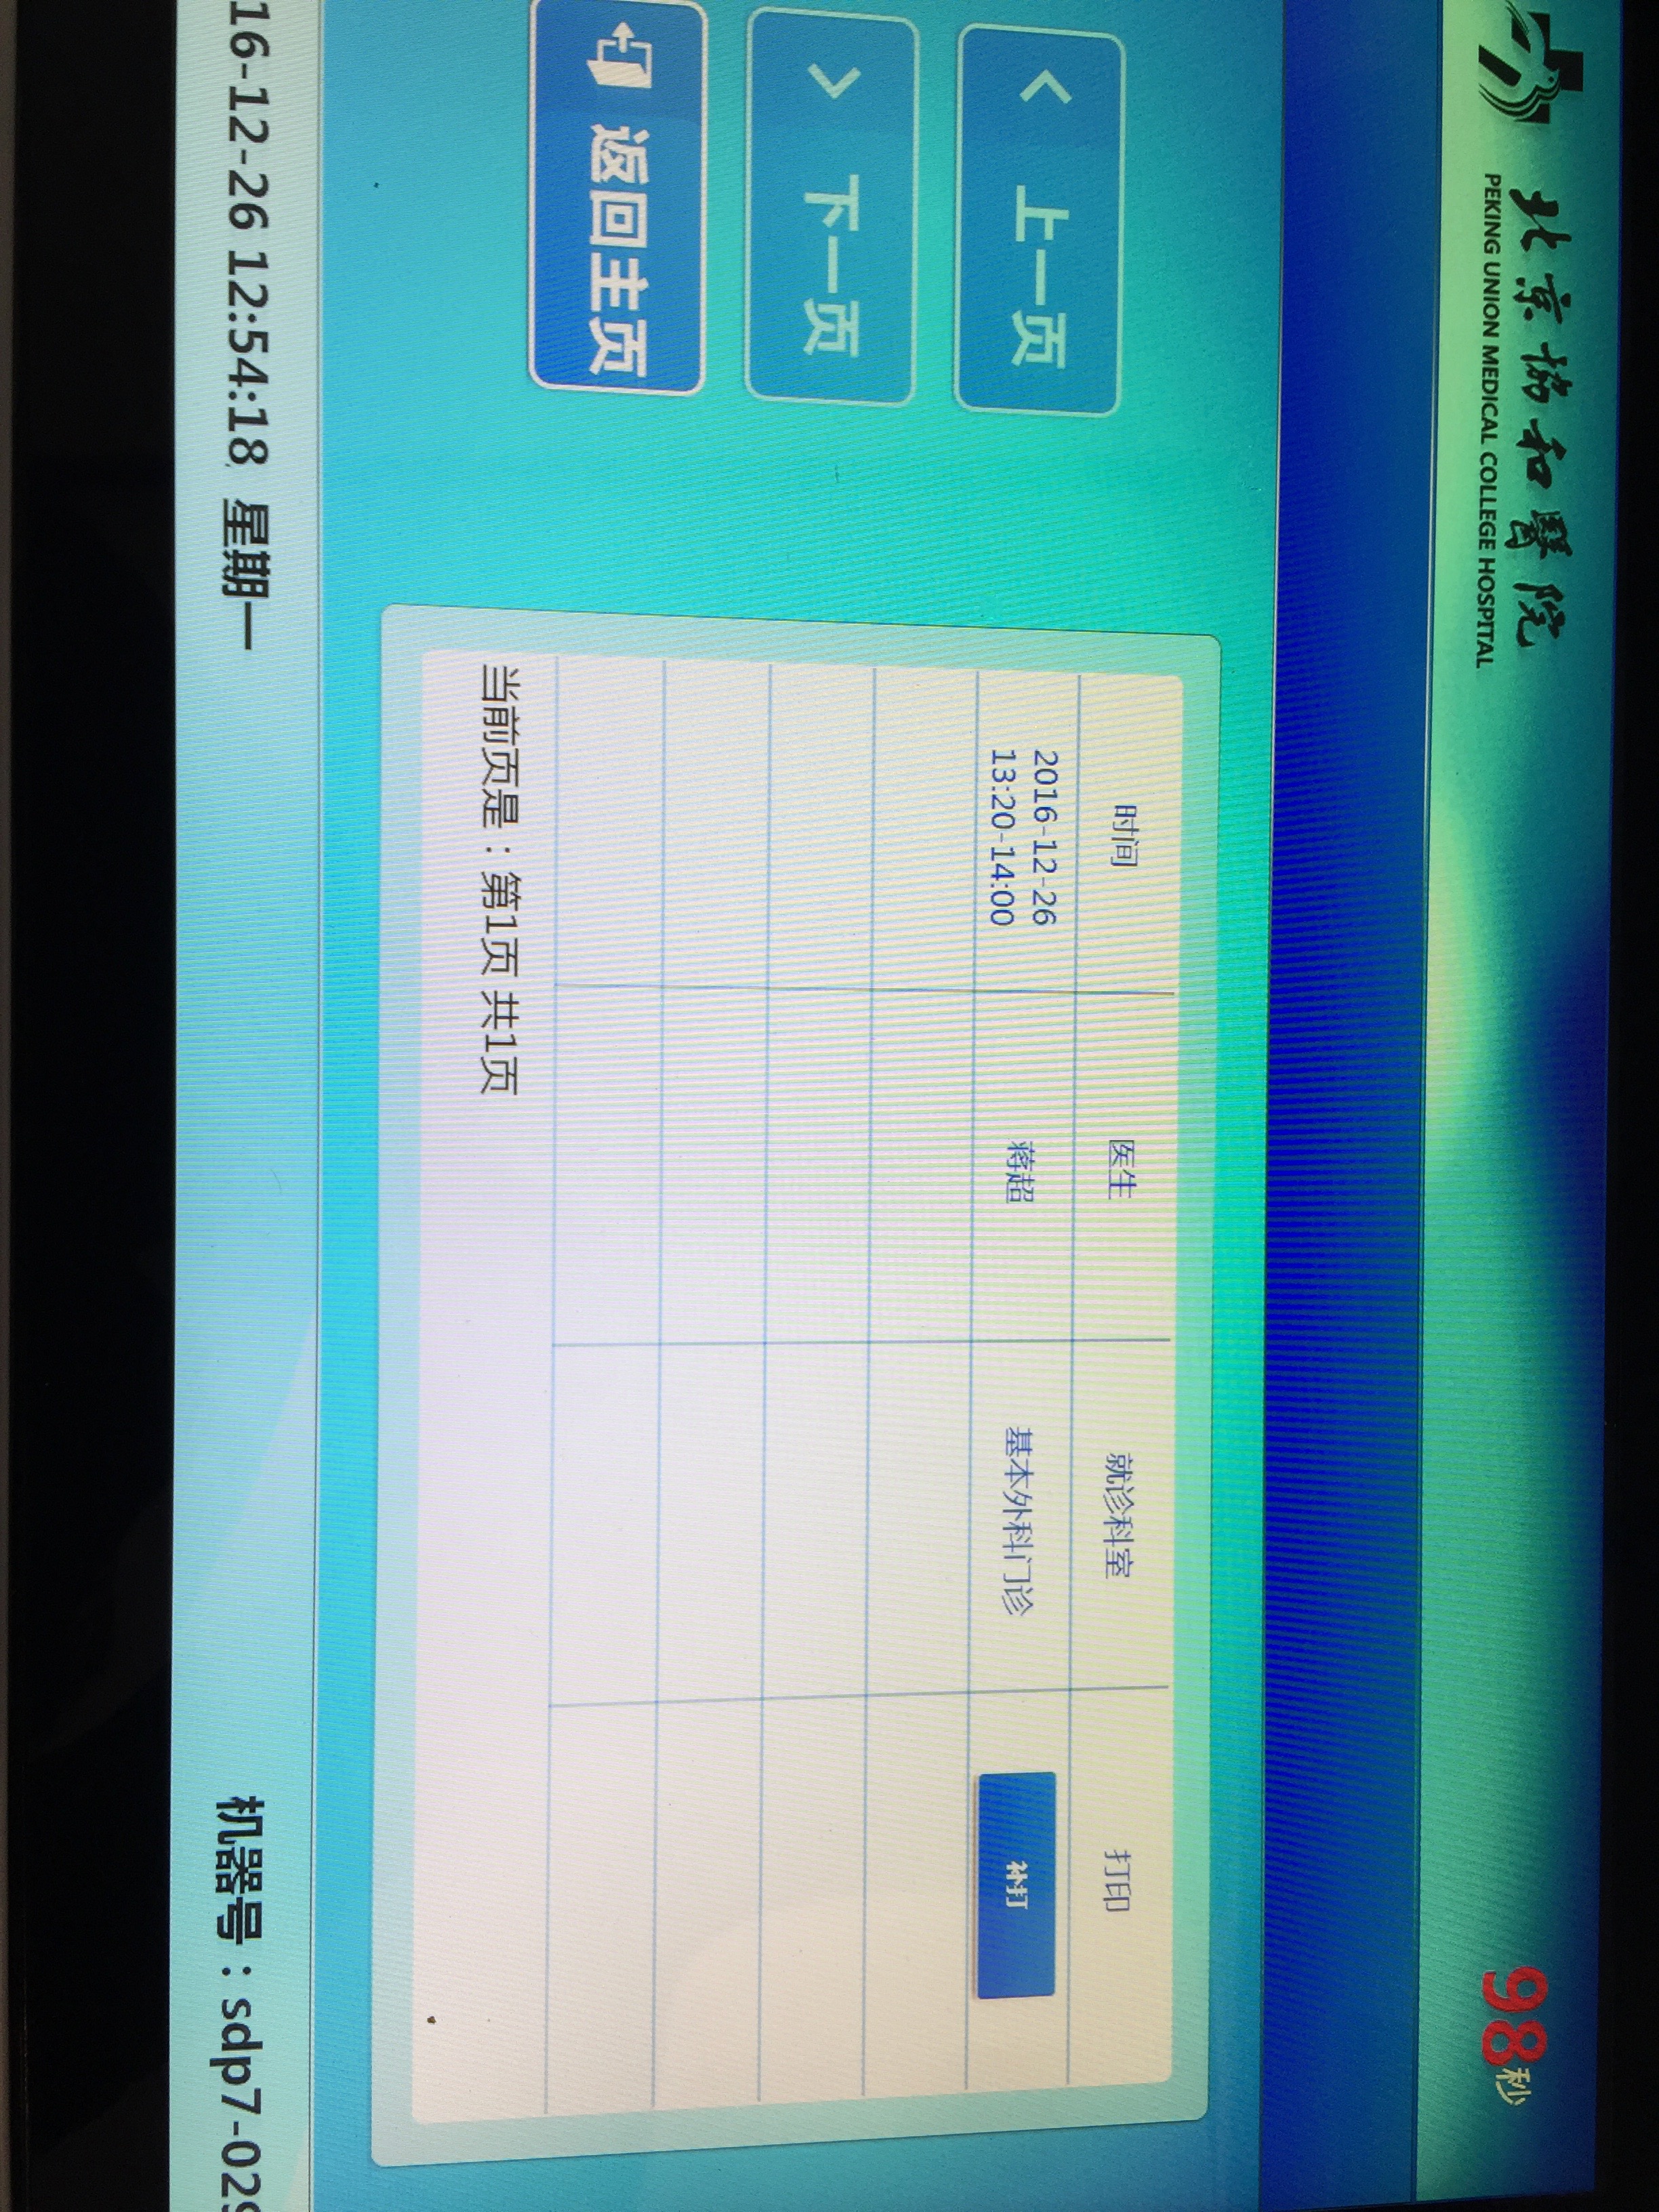 北京協和醫院
PEKING UNION MEDICAL COLLEGE HOSPITAL
98秒
上一页
下一页
返回主页
时间 医生 就诊科室 打印
2016-12-26
13:20-14:00 蒋超 基本外科门诊 补打
当前页是：第1页 共1页
16-12-26 12:54:18 星期一
机器号：sdp7-029